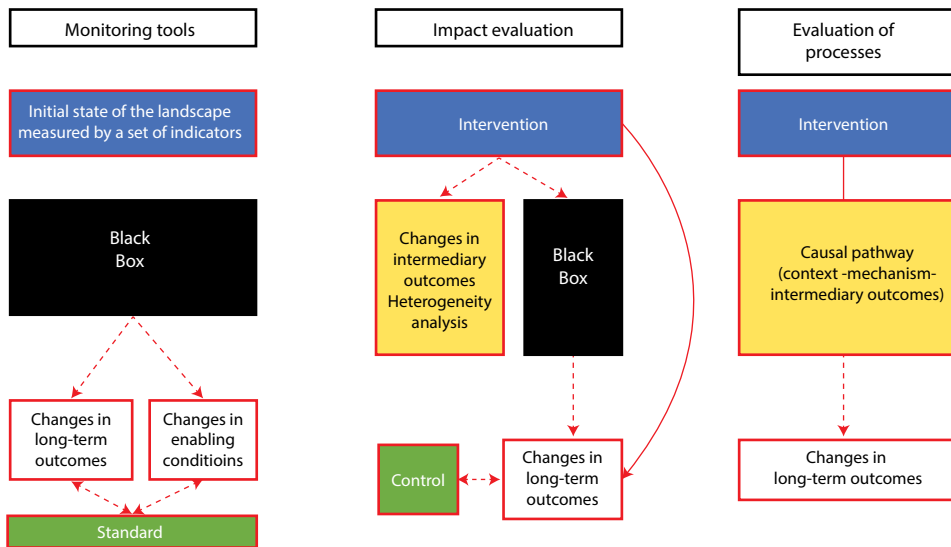 Monitoring tools
Initial state of the landscape
measured by a set of indicators
Black
Box
Changes in
long-term
outcomes
Changes in
enabling
conditioins
Standard
Impact evaluation
Intervention
Changes in
intermediary
outcomes
Heterogeneity
analysis
Black
Box
Control
Changes in
long-term
outcomes
Evaluation of
processes
Intervention
Causal pathway
(context -mechanism-
intermediary outcomes)
Changes in
long-term outcomes